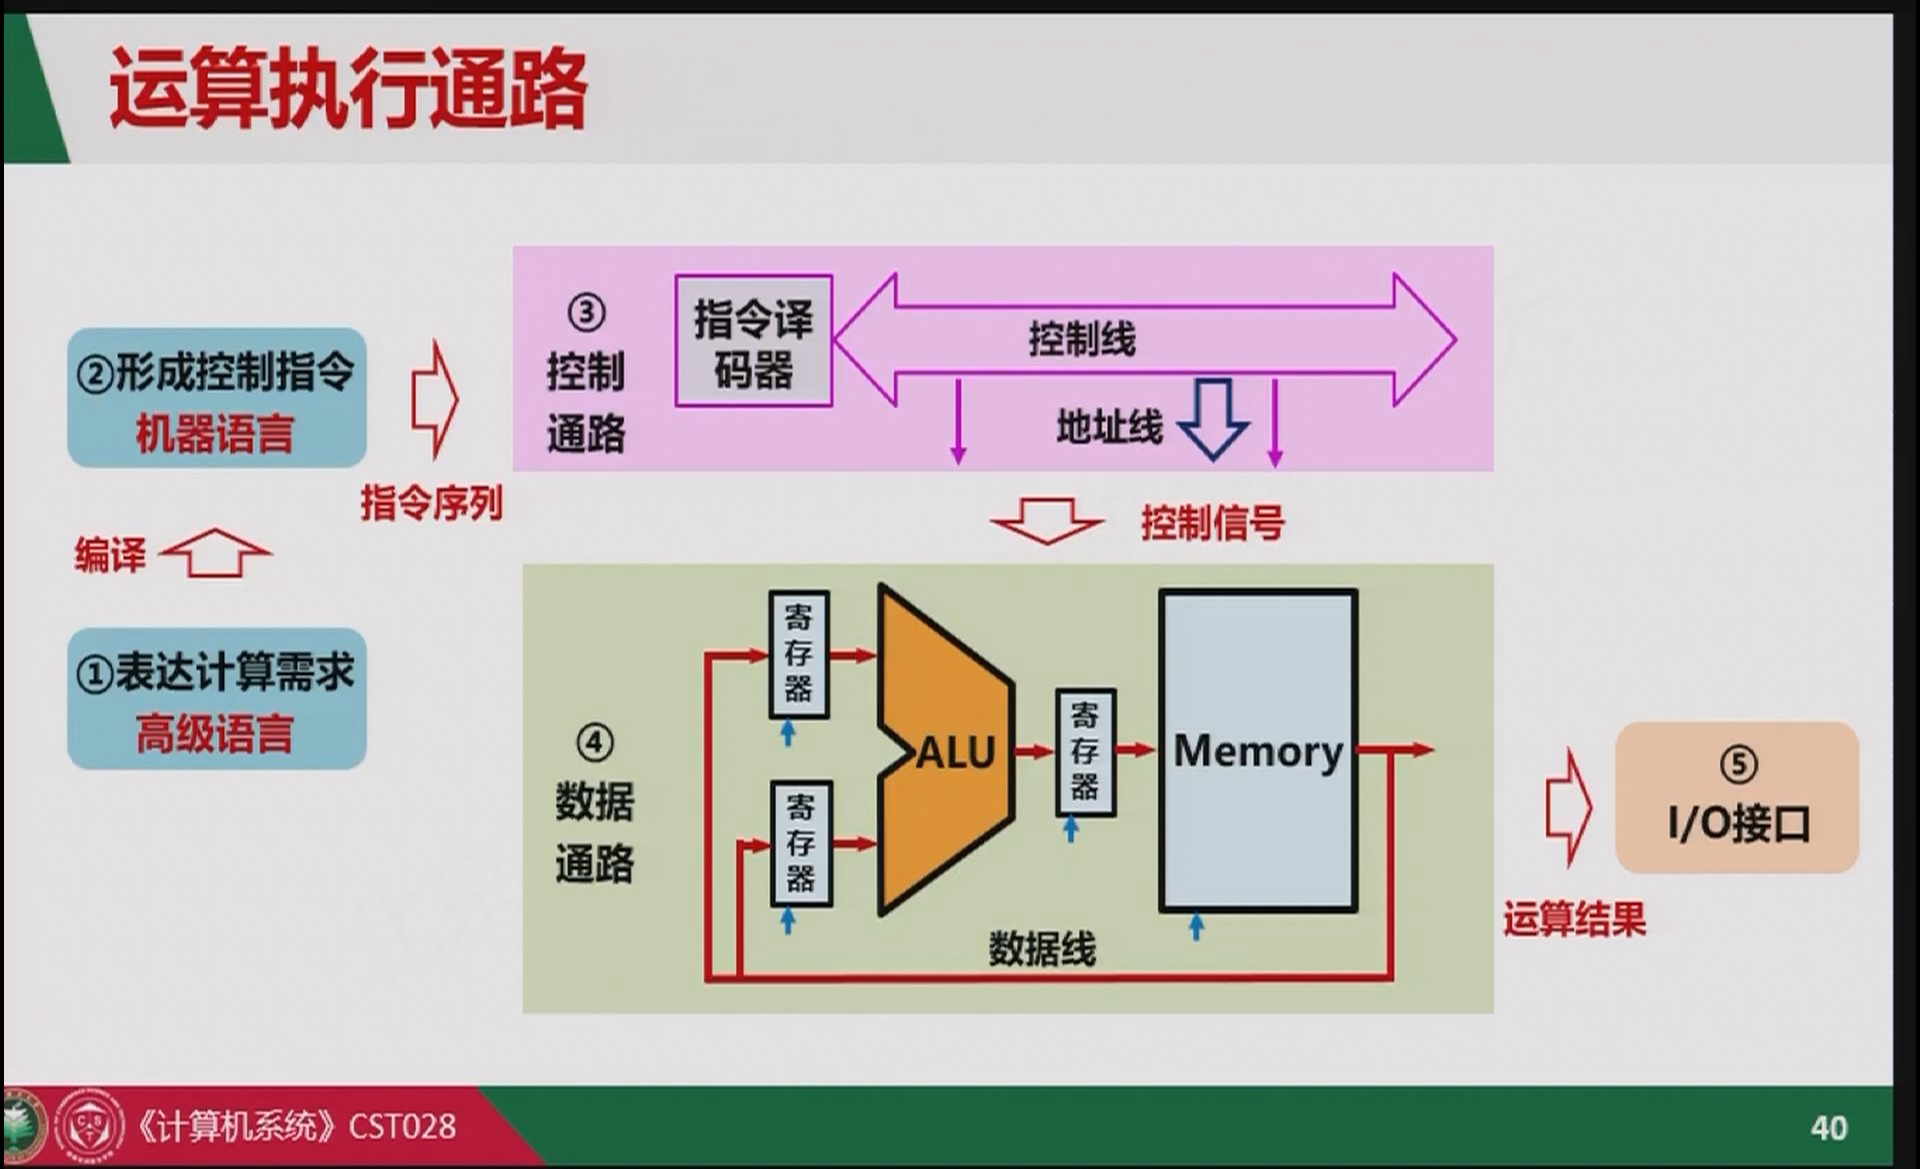 运算执行通路
②形成控制指令
机器语言
指令序列
编译
①表达计算需求
高级语言
③
控制
通路
指令译
码器
控制线
地址线
控制信号
④
数据
通路
寄存器
寄存器
ALU
寄存器
Memory
数据线
运算结果
⑤
I/O接口
《计算机系统》CST028
40